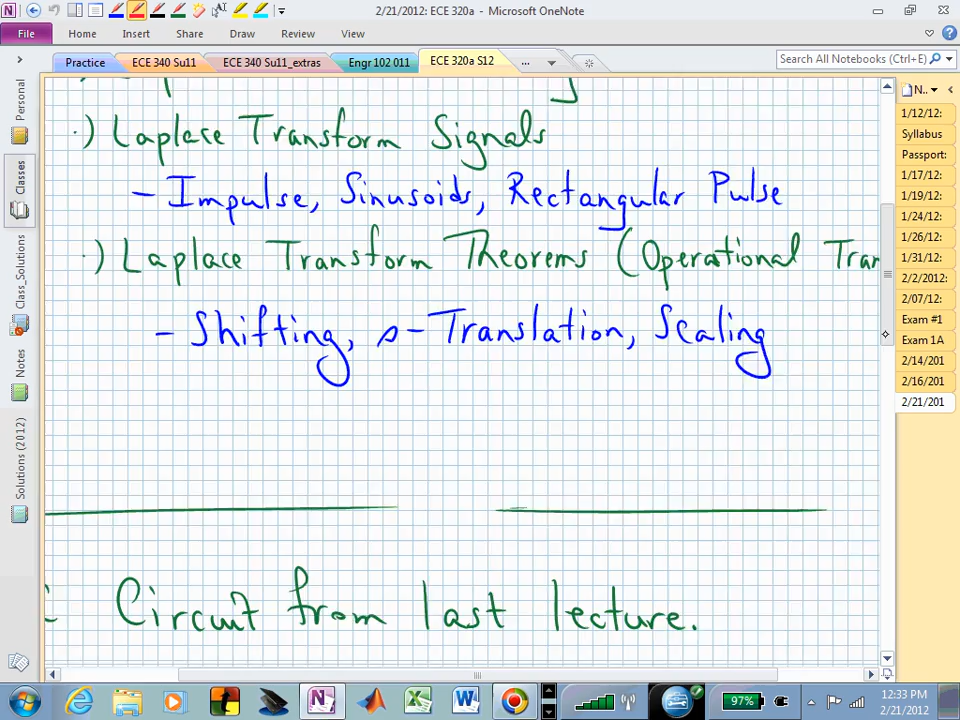 2/21/2012: ECE 320a - Microsoft OneNote
File Home Insert Share Draw Review View
Practice ECE 340 Su11 ECE 340 Su11_extras Engr 102 011 ECE 320a S12 ... Search All Notebooks (Ctrl+E)
Personal
Classes
Class_Solutions
Notes
Solutions (2012)
·) Laplace Transform Signals
- Impulse, Sinusoids, Rectangular Pulse
·) Laplace Transform Theorems (Operational Tran
- Shifting, s-Translation, Scaling
Circuit from last lecture.
N..
1/12/12:
Syllabus
Passport:
1/17/12:
1/19/12:
1/24/12:
1/26/12:
1/31/12:
2/2/2012:
2/07/12:
Exam #1
Exam 1A
2/14/201
2/16/201
2/21/201
97%
12:33 PM
2/21/2012